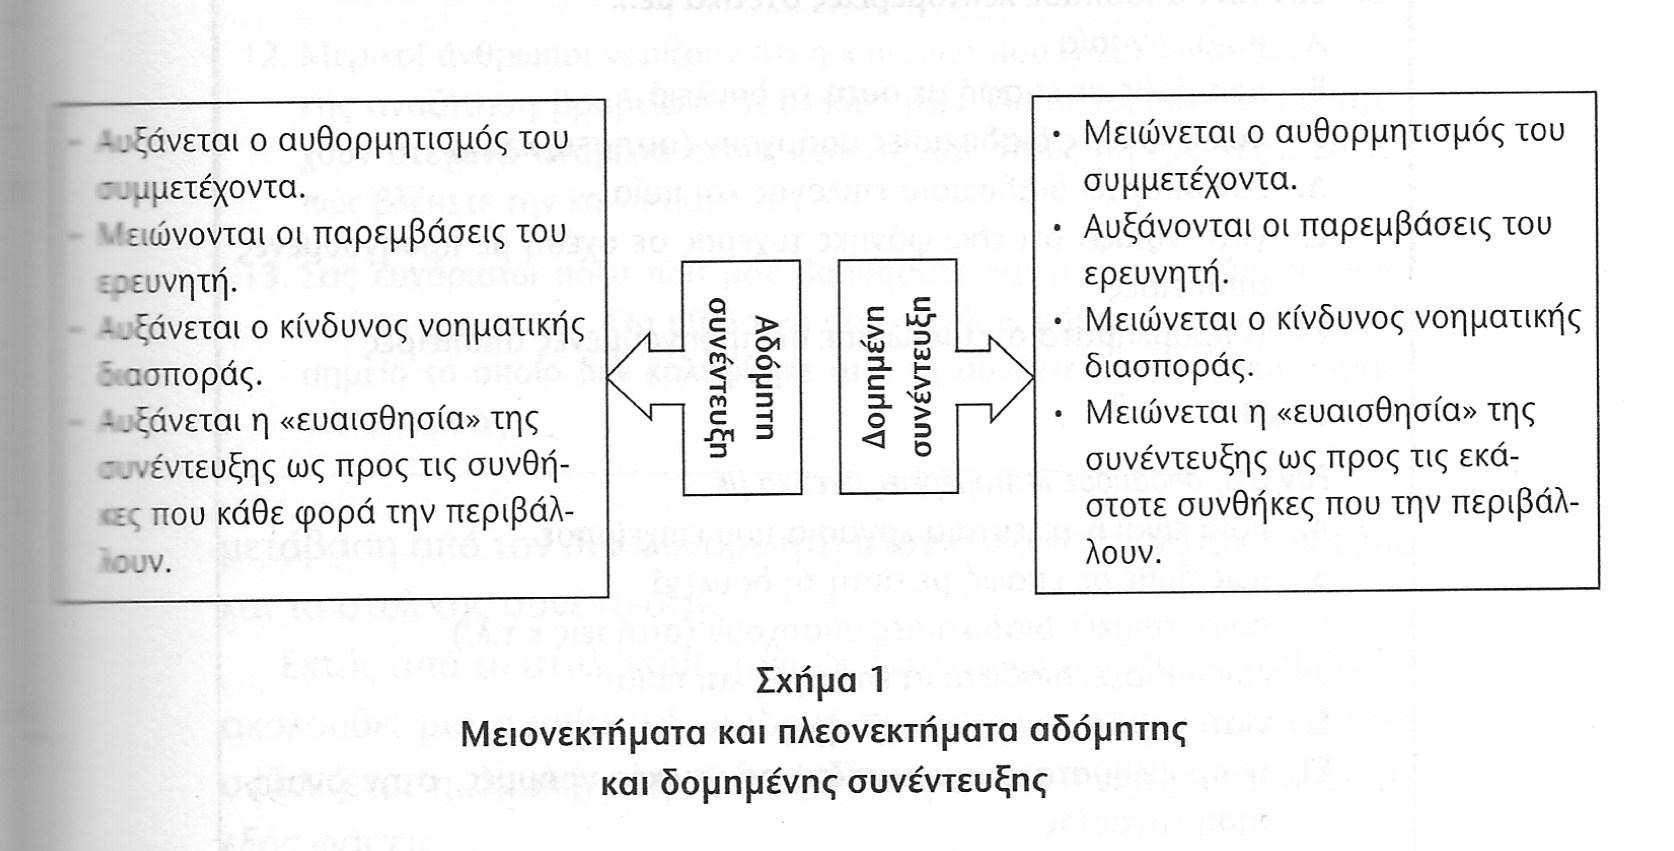 – Αυξάνεται ο αυθορμητισμός του
συμμετέχοντα.
– Μειώνονται οι παρεμβάσεις του
ερευνητή.
– Αυξάνεται ο κίνδυνος νοηματικής
διασποράς.
– Αυξάνεται η «ευαισθησία» της
συνέντευξης ως προς τις συνθή-
κες που κάθε φορά την περιβάλ-
λουν.
Αδόμητη
συνέντευξη
Δομημένη
συνέντευξη
• Μειώνεται ο αυθορμητισμός του
συμμετέχοντα.
• Αυξάνονται οι παρεμβάσεις του
ερευνητή.
• Μειώνεται ο κίνδυνος νοηματικής
διασποράς.
• Μειώνεται η «ευαισθησία» της
συνέντευξης ως προς τις εκά-
στοτε συνθήκες που την περιβάλ-
λουν.
Σχήμα 1
Μειονεκτήματα και πλεονεκτήματα αδόμητης
και δομημένης συνέντευξης